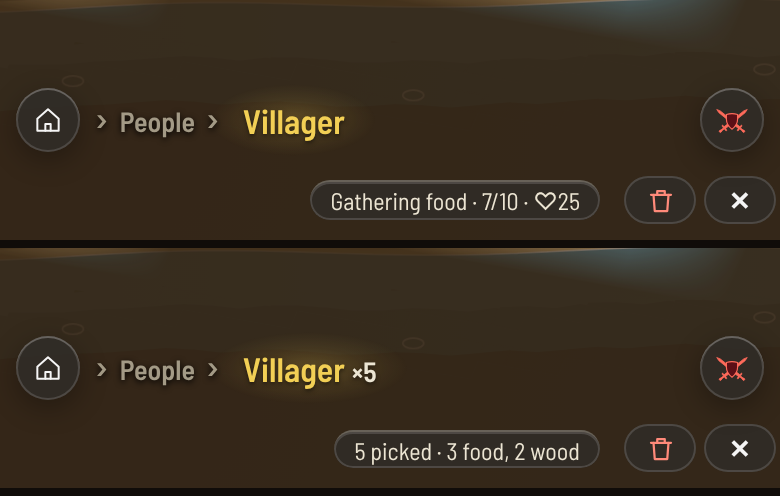 › People › Villager
Gathering food · 7/10 · ♡25
› People › Villager ×5
5 picked · 3 food, 2 wood